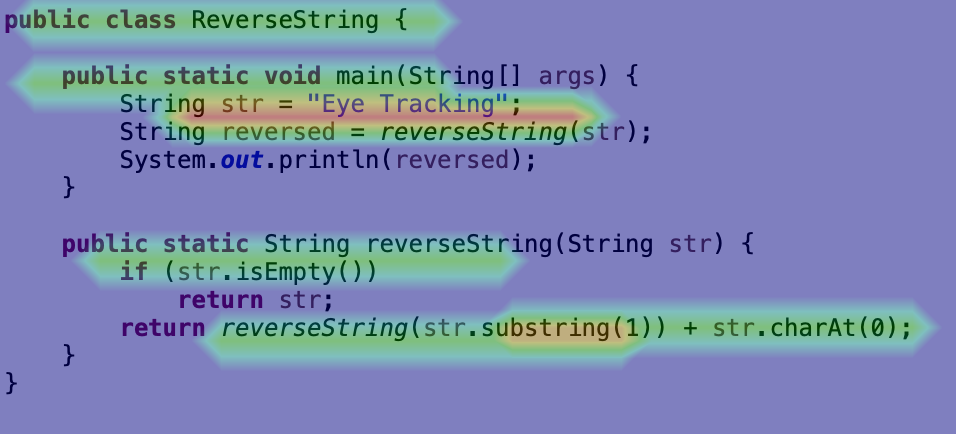 public class ReverseString {
public static void main(String[] args) {
String str = "Eye Tracking";
String reversed = reverseString(str);
System.out.println(reversed);
}
public static String reverseString(String str) {
if (str.isEmpty())
return str;
return reverseString(str.substring(1)) + str.charAt(0);
}
}